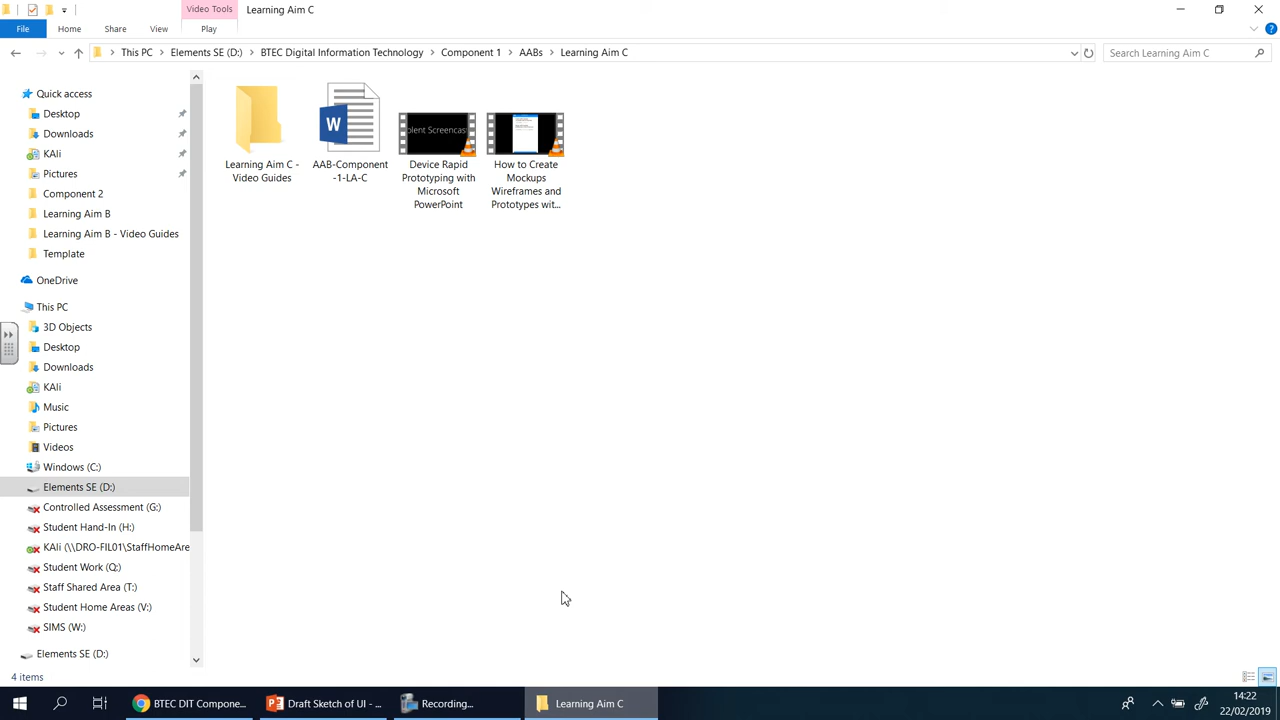 Video Tools
Learning Aim C
File
Home
Share
View
Play
This PC
Elements SE (D:)
BTEC Digital Information Technology
Component 1
AABs
Learning Aim C
Search Learning Aim C
Quick access
Desktop
Downloads
KAli
Pictures
Component 2
Learning Aim B
Learning Aim B - Video Guides
Template
OneDrive
This PC
3D Objects
Desktop
Downloads
KAli
Music
Pictures
Videos
Windows (C:)
Elements SE (D:)
Controlled Assessment (G:)
Student Hand-In (H:)
KAli (\\DRO-FIL01\StaffHomeAre
Student Work (Q:)
Staff Shared Area (T:)
Student Home Areas (V:)
SIMS (W:)
Elements SE (D:)
Learning Aim C -
Video Guides
W
AAB-Component
-1-LA-C
olent Screencas
Device Rapid
Prototyping with
Microsoft
PowerPoint
How to Create
Mockups
Wireframes and
Prototypes wit...
4 items
BTEC DIT Compone...
Draft Sketch of UI - ...
Recording...
Learning Aim C
14:22
22/02/2019